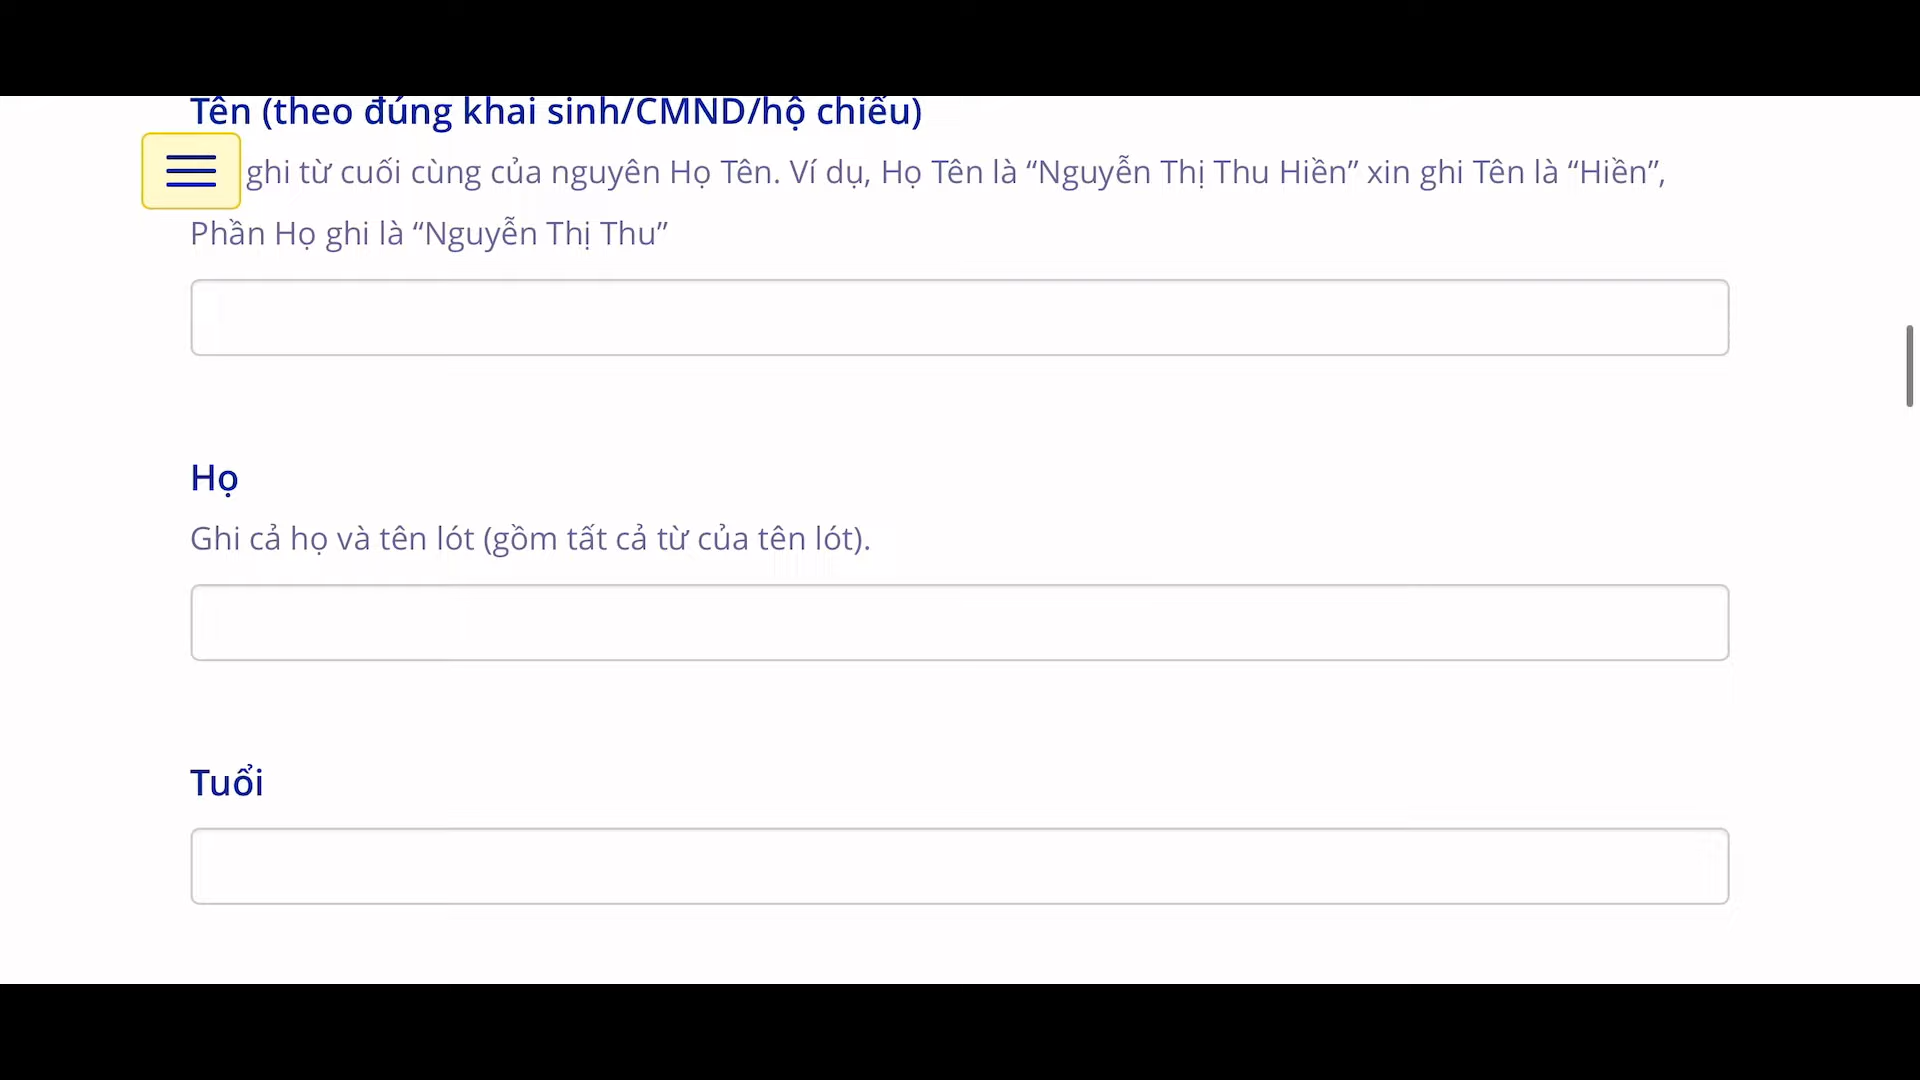 Tên (theo đúng khai sinh/CMND/hộ chiếu)
ghi từ cuối cùng của nguyên Họ Tên. Ví dụ, Họ Tên là “Nguyễn Thị Thu Hiền” xin ghi Tên là “Hiền”,
Phần Họ ghi là “Nguyễn Thị Thu”
Họ
Ghi cả họ và tên lót (gồm tất cả từ của tên lót).
Tuổi